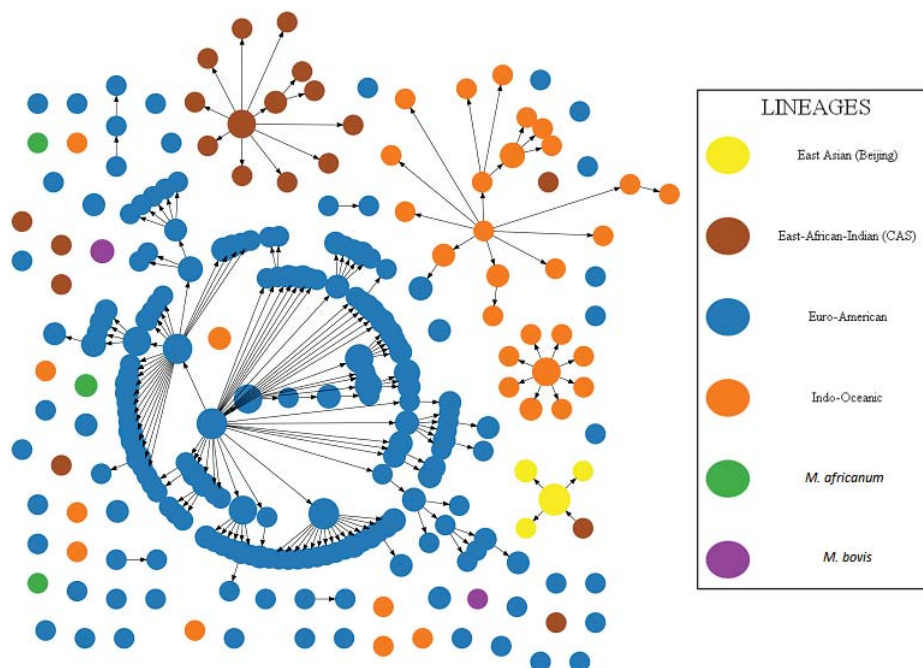 LINEAGES
East Asian (Beijing)
East-African-Indian (CAS)
Euro-American
Indo-Oceanic
M. africanum
M. bovis